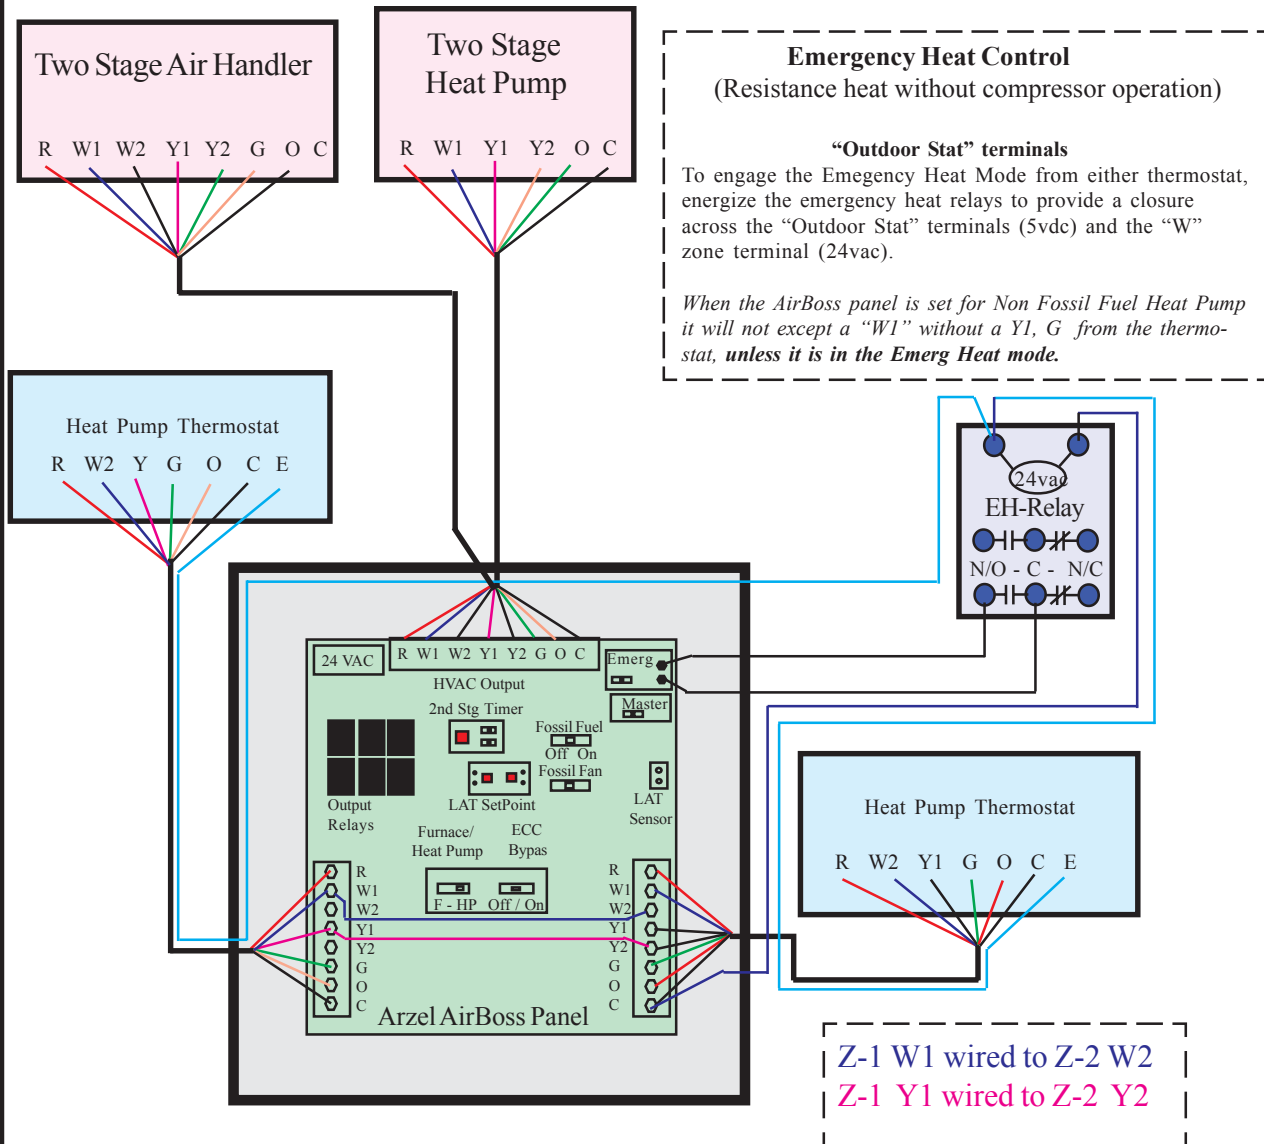 Two Stage Air Handler
R W1 W2 Y1 Y2 G O C
Two Stage
Heat Pump
R W1 Y1 Y2 O C
Emergency Heat Control
(Resistance heat without compressor operation)
“Outdoor Stat” terminals
To engage the Emegency Heat Mode from either thermostat,
energize the emergency heat relays to provide a closure
across the “Outdoor Stat” terminals (5vdc) and the “W”
zone terminal (24vac).
When the AirBoss panel is set for Non Fossil Fuel Heat Pump
it will not except a “W1” without a Y1, G from the thermo-
stat, unless it is in the Emerg Heat mode.
Heat Pump Thermostat
R W2 Y G O C E
24vac
EH-Relay
N/O - C - N/C
24 VAC
R W1 W2 Y1 Y2 G O C
Emerg
HVAC Output
Master
2nd Stg Timer
Fossil Fuel
Off On
Fossil Fan
Output
Relays
LAT SetPoint
LAT
Sensor
Furnace/
Heat Pump
ECC
Bypas
F - HP
Off / On
R
W1
W2
Y1
Y2
G
O
C
R
W1
W2
Y1
Y2
G
O
C
Arzel AirBoss Panel
Heat Pump Thermostat
R W2 Y1 G O C E
Z-1 W1 wired to Z-2 W2
Z-1 Y1 wired to Z-2 Y2